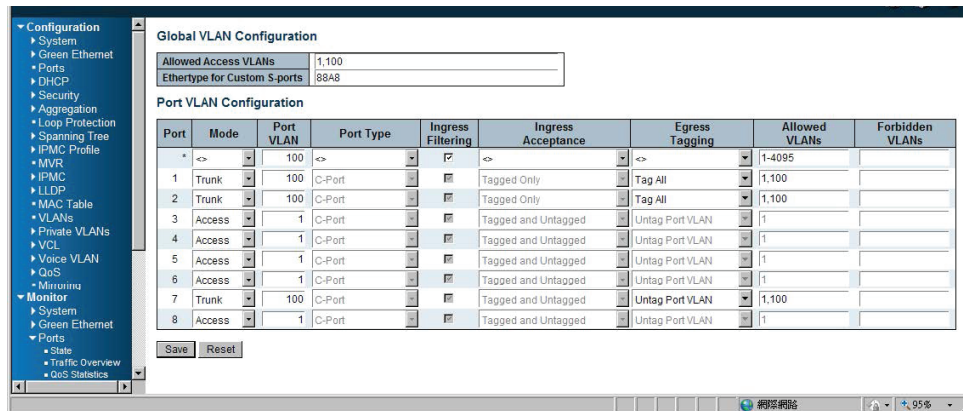 Configuration
System
Green Ethernet
Ports
DHCP
Security
Aggregation
Loop Protection
Spanning Tree
IPMC Profile
MVR
IPMC
LLDP
MAC Table
VLANs
Private VLANs
VCL
Voice VLAN
QoS
Mirroring
Monitor
System
Green Ethernet
Ports
State
Traffic Overview
QoS Statistics
Global VLAN Configuration
Allowed Access VLANs 1,100
Ethertype for Custom S-ports 88A8
Port VLAN Configuration
Port Mode Port VLAN Port Type Ingress Filtering Ingress Acceptance Egress Tagging Allowed VLANs Forbidden VLANs
* <> 100 <> <> <> 1-4095
1 Trunk 100 C-Port Tagged Only Tag All 1,100
2 Trunk 100 C-Port Tagged Only Tag All 1,100
3 Access 1 C-Port Tagged and Untagged Untag Port VLAN 1
4 Access 1 C-Port Tagged and Untagged Untag Port VLAN 1
5 Access 1 C-Port Tagged and Untagged Untag Port VLAN 1
6 Access 1 C-Port Tagged and Untagged Untag Port VLAN 1
7 Trunk 100 C-Port Tagged and Untagged Untag Port VLAN 1,100
8 Access 1 C-Port Tagged and Untagged Untag Port VLAN 1
Save Reset
網際網路 95%